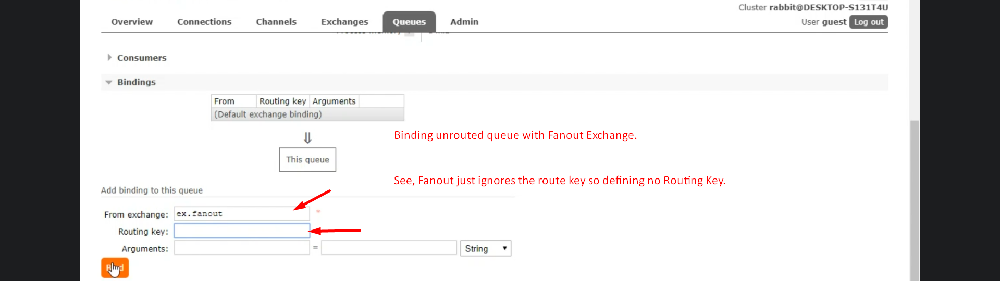 Cluster rabbit@DESKTOP-S131T4U
Overview Connections Channels Exchanges Queues Admin
User guest Log out
Consumers
Bindings
From Routing key Arguments
(Default exchange binding)
⇓
Binding unrouted queue with Fanout Exchange.
This queue
See, Fanout just ignores the route key so defining no Routing Key.
Add binding to this queue
From exchange: ex.fanout *
Routing key:
Arguments: = String